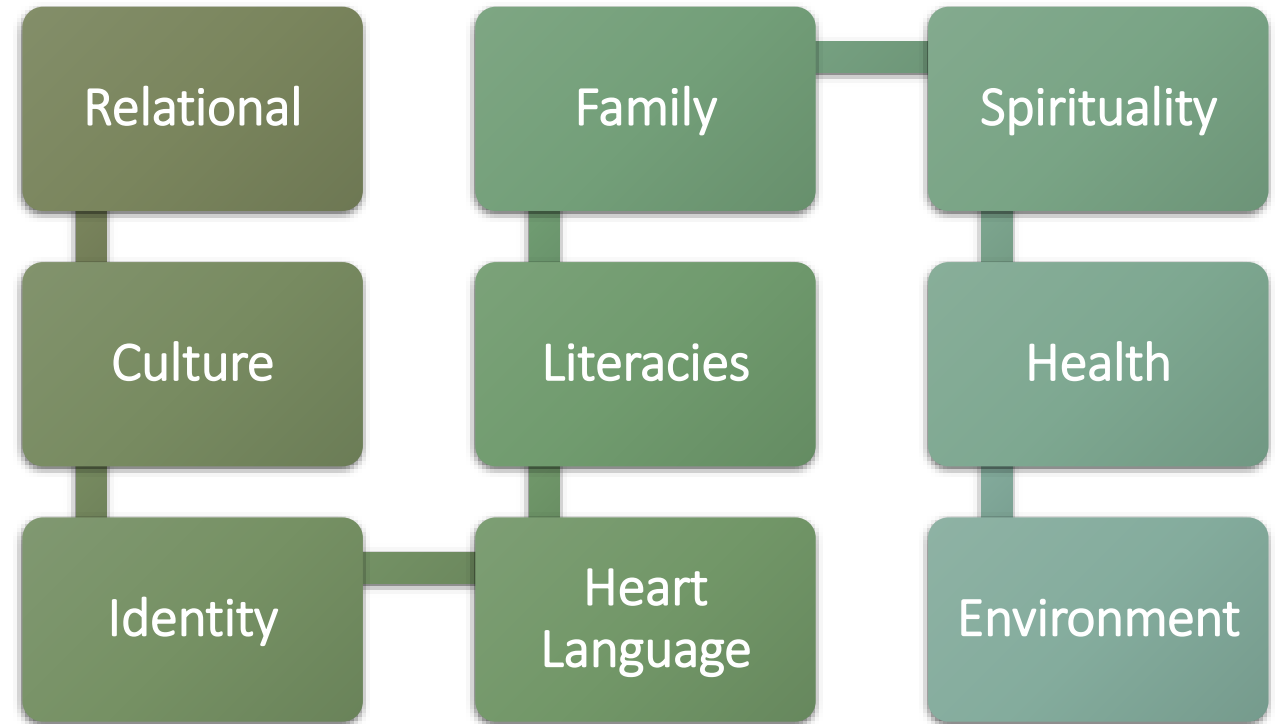 Relational
Culture
Identity
Heart
Language
Literacies
Family
Spirituality
Health
Environment